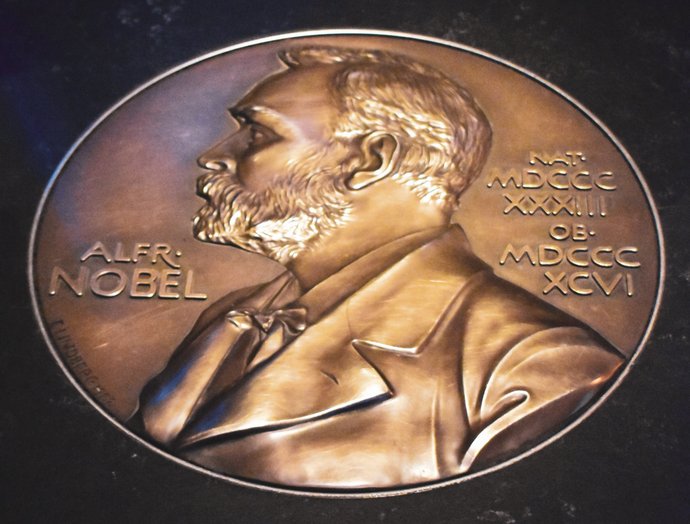 ALFR·
NOBEL
NAT·
MDCCC
XXXIII
OB·
MDCCC
XCVI